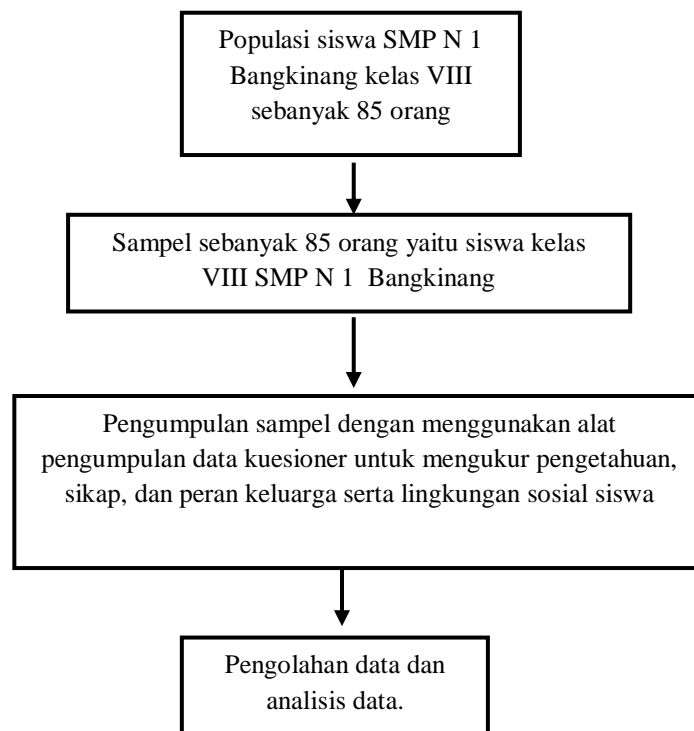 Populasi siswa SMP N 1
Bangkinang kelas VIII
sebanyak 85 orang
Sampel sebanyak 85 orang yaitu siswa kelas
VIII SMP N 1  Bangkinang
Pengumpulan sampel dengan menggunakan alat
pengumpulan data kuesioner untuk mengukur pengetahuan,
sikap, dan peran keluarga serta lingkungan sosial siswa
Pengolahan data dan
analisis data.